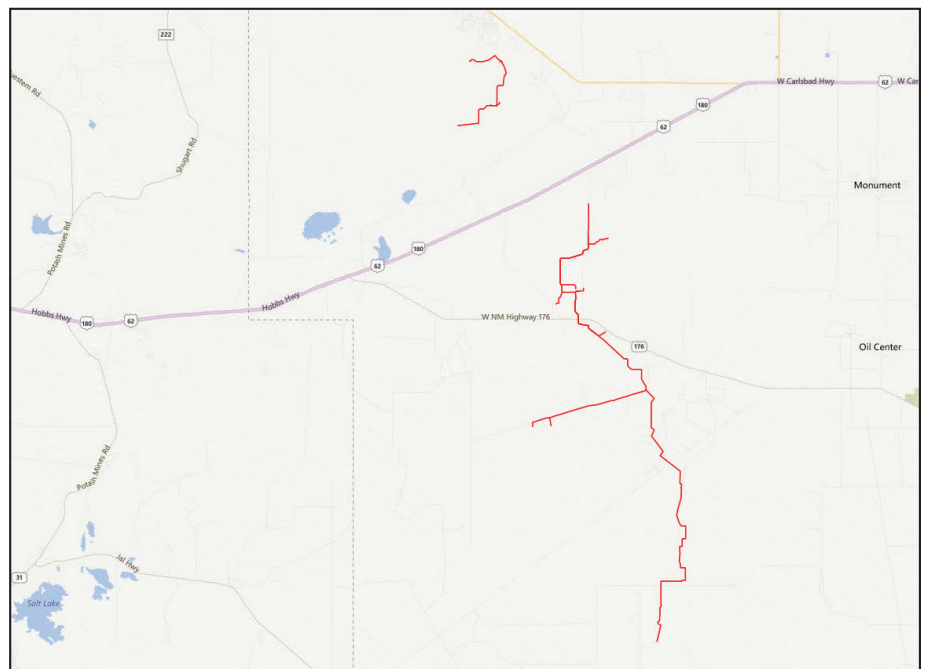 222
W Carlsbad Hwy
62
W Car
uestern Rd
180
62
Shugart Rd
Monument
Potash Mines Rd
180
62
Hobbs Hwy
Hobbs Hwy
180
62
W NM Highway 176
176
Oil Center
Potash Mines Rd
Jal Hwy
31
Salt Lake